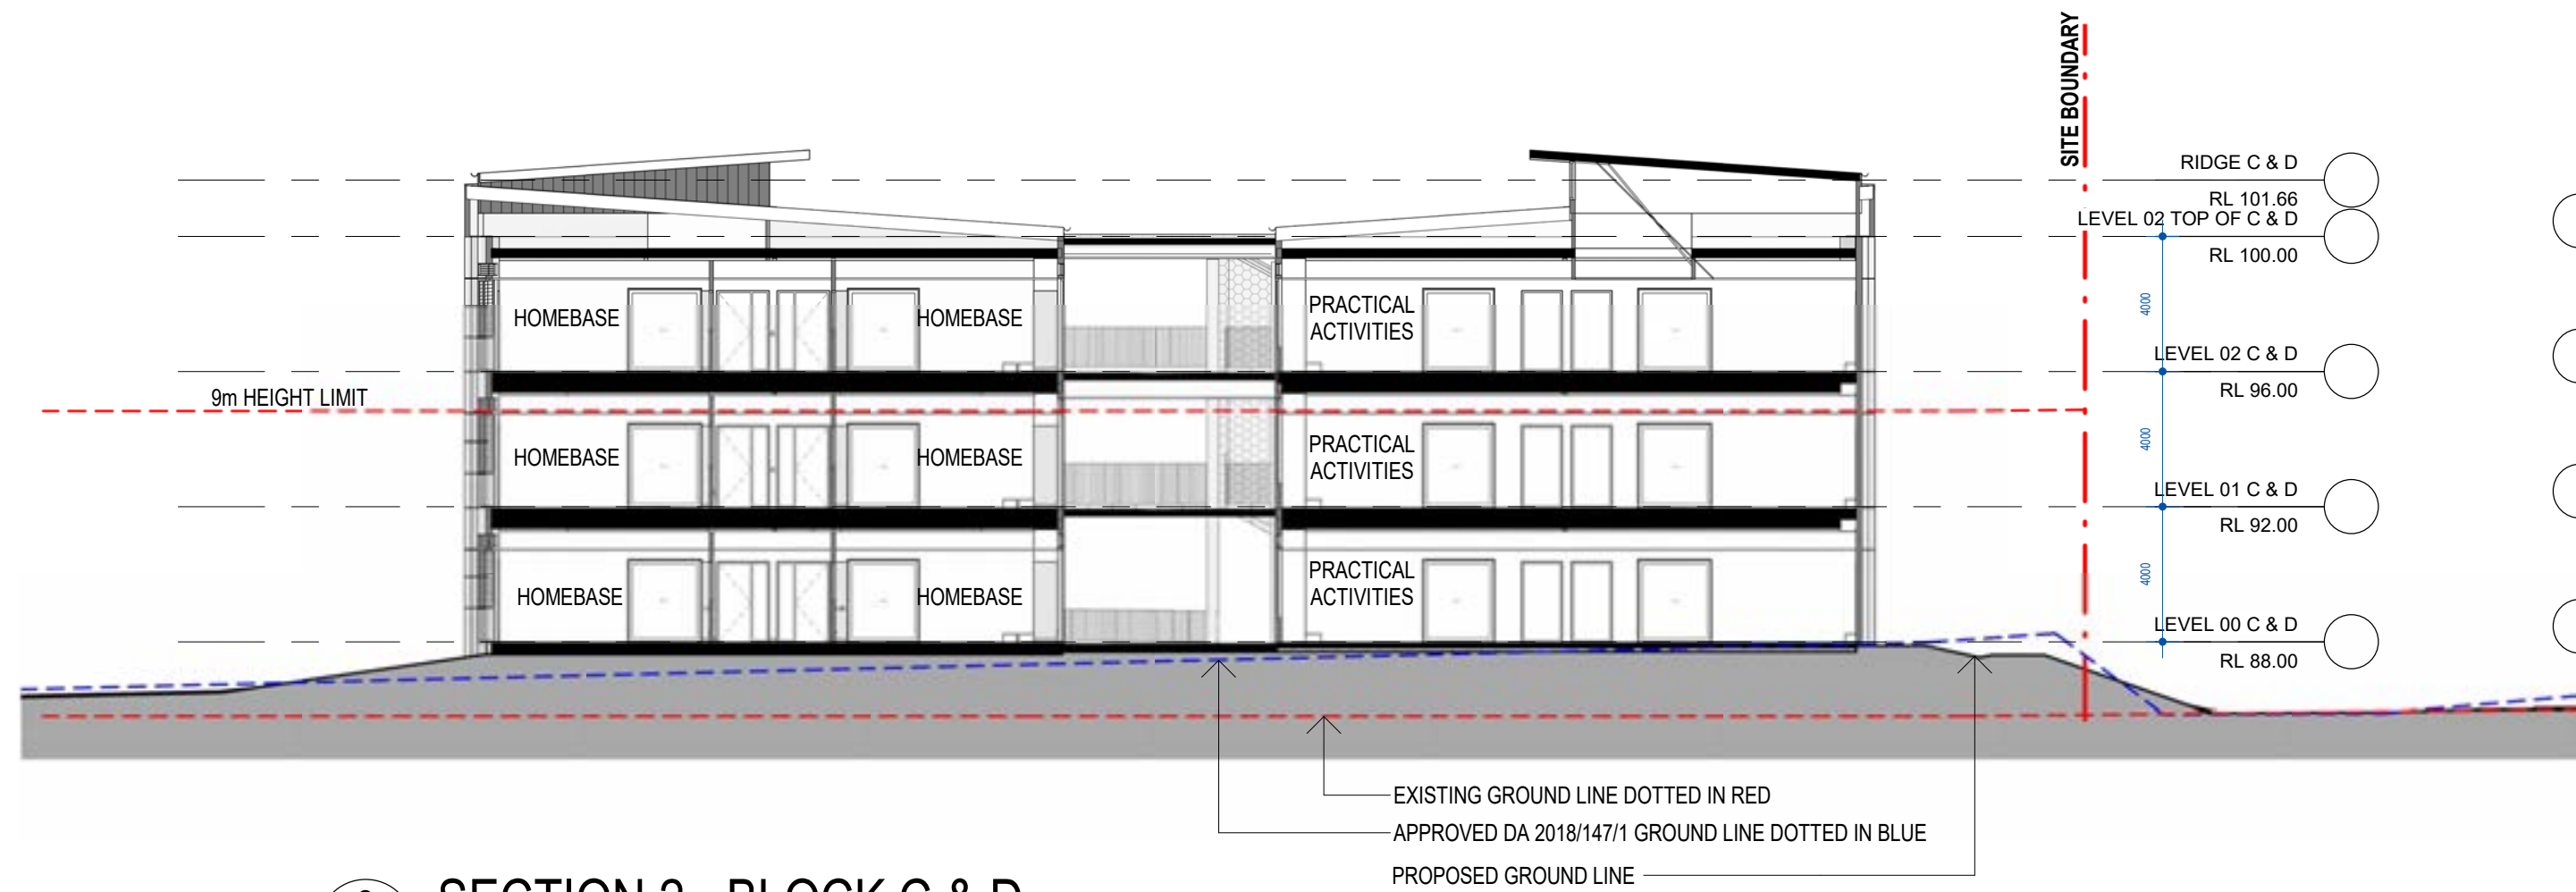 SITE BOUNDARY
RIDGE C & D
RL 101.66
LEVEL 02 TOP OF C & D
RL 100.00
4000
HOMEBASE
HOMEBASE
PRACTICAL
ACTIVITIES
LEVEL 02 C & D
RL 96.00
9m HEIGHT LIMIT
4000
HOMEBASE
HOMEBASE
PRACTICAL
ACTIVITIES
LEVEL 01 C & D
RL 92.00
4000
HOMEBASE
HOMEBASE
PRACTICAL
ACTIVITIES
LEVEL 00 C & D
RL 88.00
EXISTING GROUND LINE DOTTED IN RED
APPROVED DA 2018/147/1 GROUND LINE DOTTED IN BLUE
PROPOSED GROUND LINE
SECTION 2 - BLOCK C & D